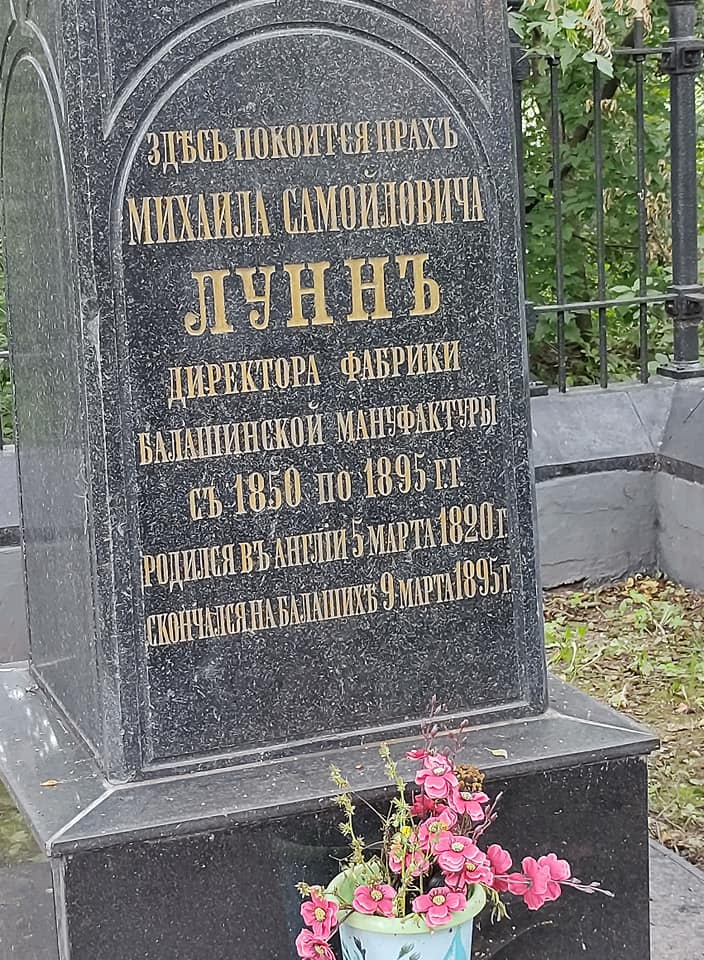 ЗДѢСЬ ПОКОИТСЯ ПРАХЪ
МИХАИЛА САМОЙЛОВИЧА
ЛУННЪ
ДИРЕКТОРА ФАБРИКИ
БАЛАШИНСКОЙ МАНУФАКТУРЫ
СЪ 1850 ПО 1895 Г.Г.
РОДИЛСЯ ВЪ АНГЛІИ 5 МАРТА 1820 Г.
СКОНЧАЛСЯ НА БАЛАШИХѢ 9 МАРТА 1895 Г.